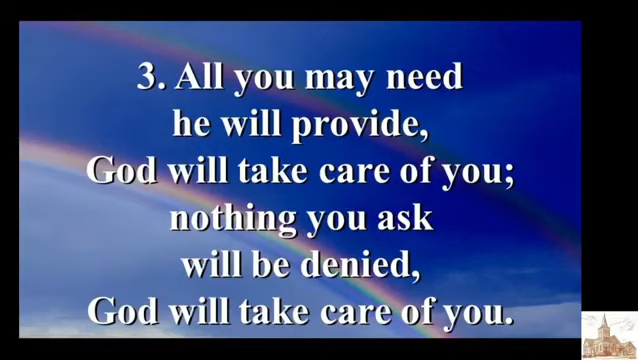 3. All you may need
he will provide,
God will take care of you;
nothing you ask
will be denied,
God will take care of you.